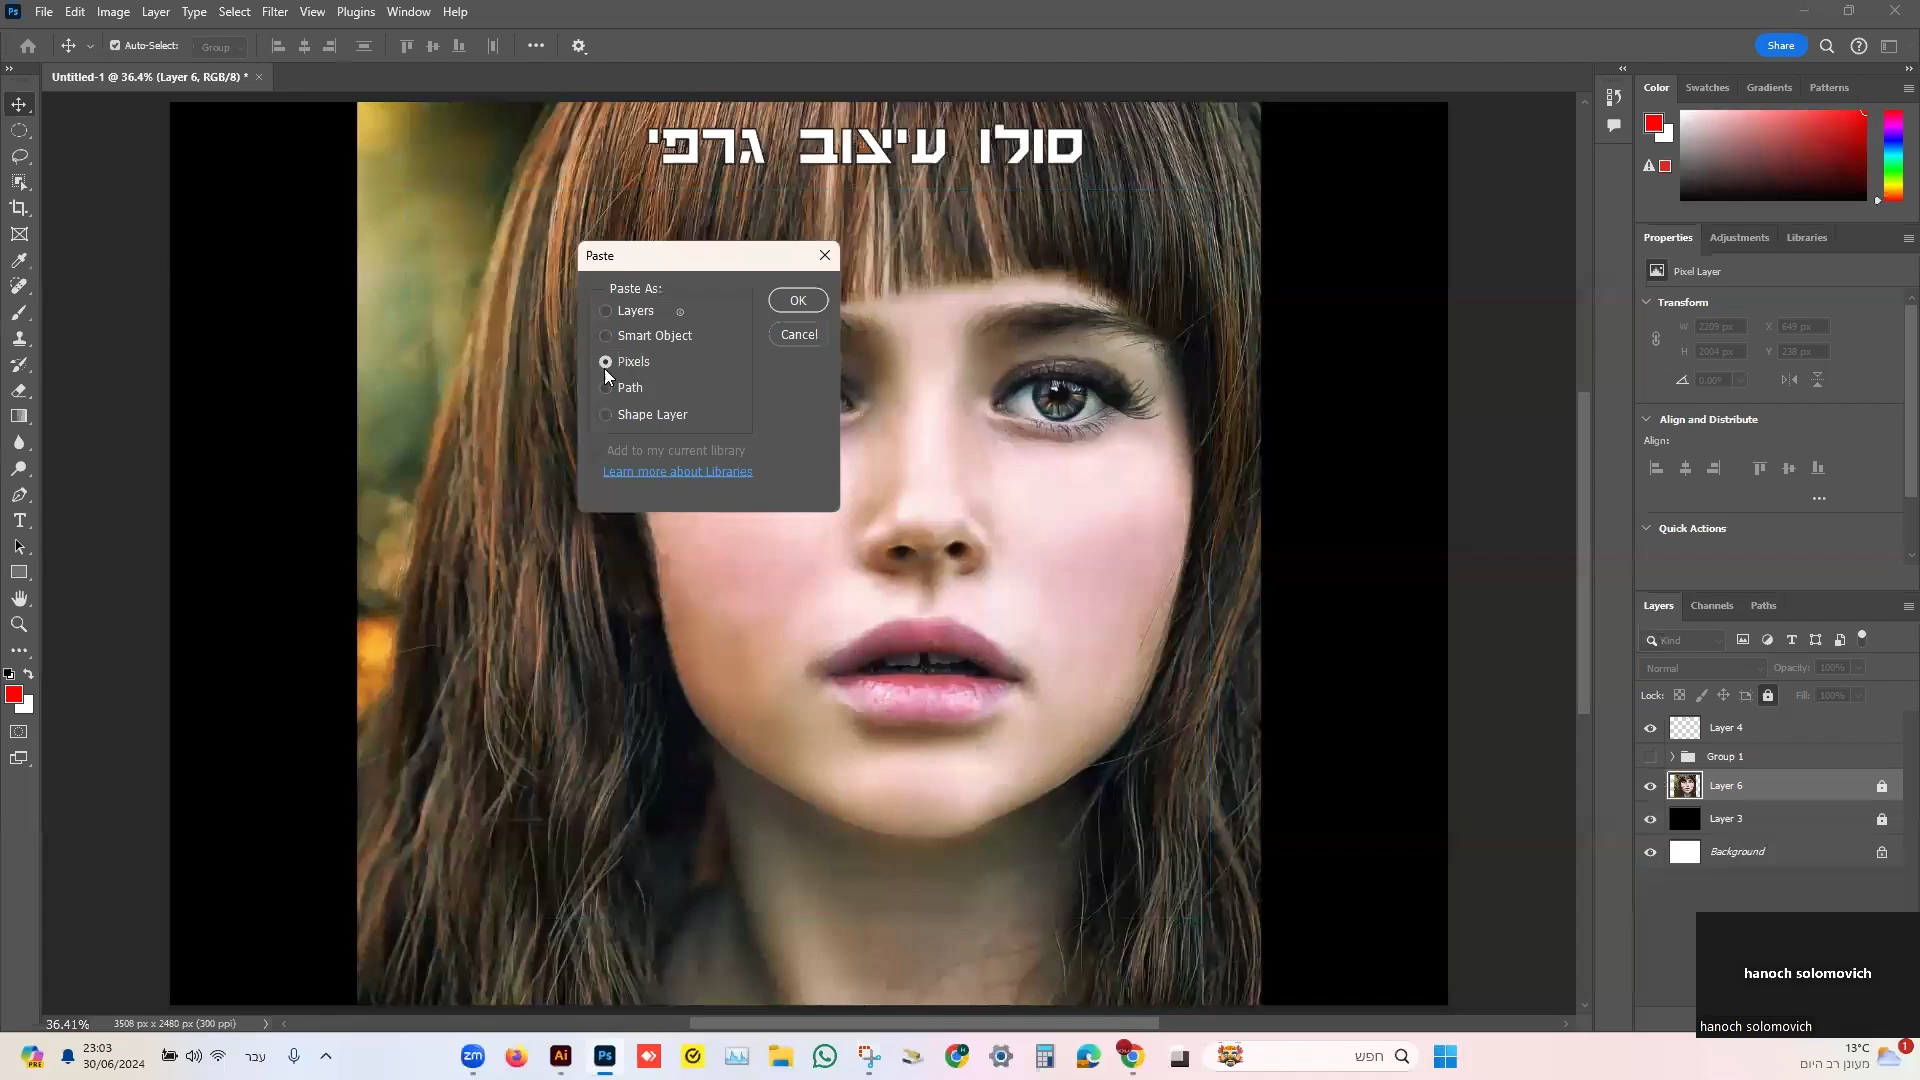 Ps File Edit Image Layer Type Select Filter View Plugins Window Help
Auto-Select: Group Share
Untitled-1 @ 36.4% (Layer 6, RGB/8) *
סולו עיצוב גרפי
Paste
Paste As:
Layers
Smart Object
Pixels
Path
Shape Layer
OK
Cancel
Add to my current library
Learn more about Libraries
Color Swatches Gradients Patterns
Properties Adjustments Libraries
Pixel Layer
Transform
W 2209 px X 649 px
H 2004 px Y 238 px
0.00°
Align and Distribute
Align:
Quick Actions
Layers Channels Paths
Kind
Normal Opacity: 100%
Lock: Fill: 100%
Layer 4
Group 1
Layer 6
Layer 3
Background
hanoch solomovich
hanoch solomovich
36.41% 3508 px x 2480 px (300 ppi)
PRE
23:03
30/06/2024
עבר
zm
Ai
Ps
חפש
13°C
מעונן רב היום
1